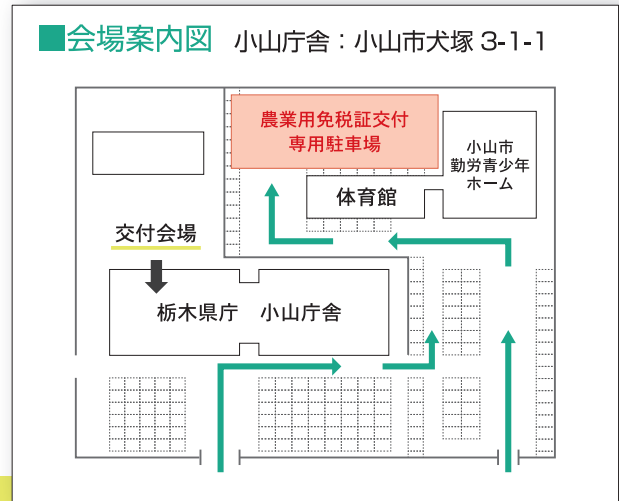 ■会場案内図 小山庁舎：小山市犬塚 3-1-1
農業用免税証交付
専用駐車場
小山市
勤労青少年
ホーム
体育館
交付会場
栃木県庁 小山庁舎